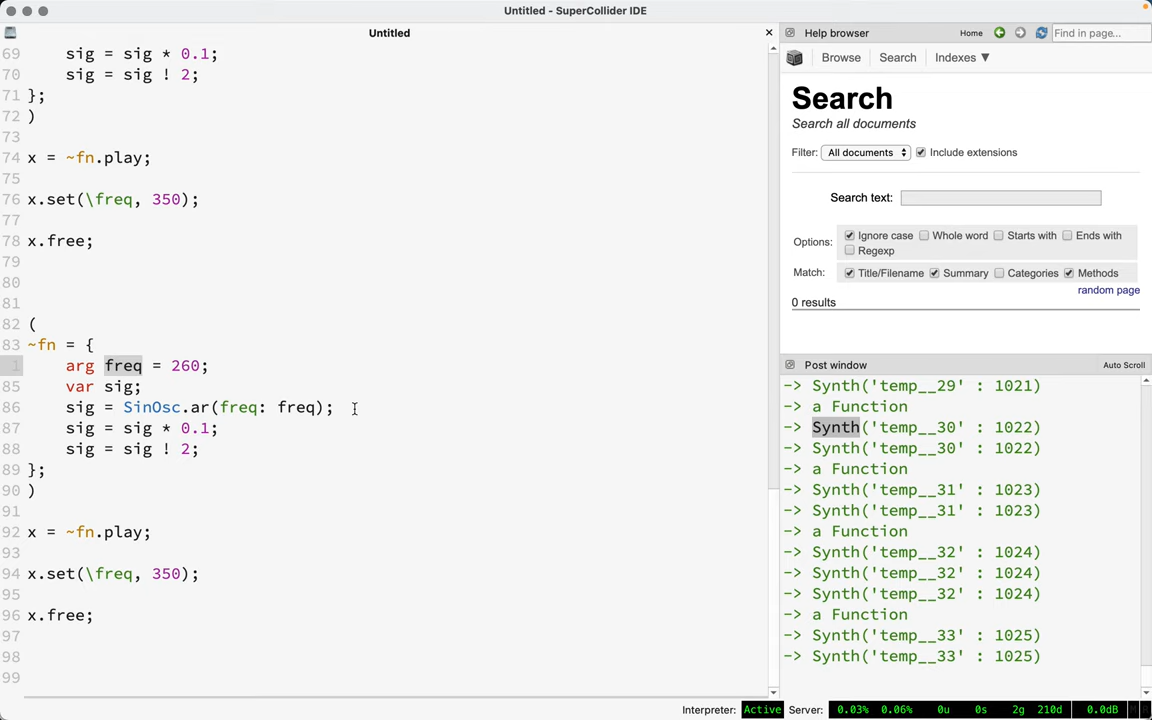 Untitled - SuperCollider IDE
Untitled
69 sig = sig * 0.1;
70 sig = sig ! 2;
71 };
72 )
73
74 x = ~fn.play;
75
76 x.set(\freq, 350);
77
78 x.free;
79
80
81
82 (
83 ~fn = {
1 arg freq = 260;
85 var sig;
86 sig = SinOsc.ar(freq: freq);
87 sig = sig * 0.1;
88 sig = sig ! 2;
89 };
90 )
91
92 x = ~fn.play;
93
94 x.set(\freq, 350);
95
96 x.free;
97
98
99
Help browser Home Find in page...
Browse Search Indexes ▼
Search
Search all documents
Filter: All documents Include extensions
Search text:
Options: Ignore case Whole word Starts with Ends with
Regexp
Match: Title/Filename Summary Categories Methods
random page
0 results
Post window Auto Scroll
-> Synth('temp__29' : 1021)
-> a Function
-> Synth('temp__30' : 1022)
-> Synth('temp__30' : 1022)
-> a Function
-> Synth('temp__31' : 1023)
-> Synth('temp__31' : 1023)
-> a Function
-> Synth('temp__32' : 1024)
-> Synth('temp__32' : 1024)
-> Synth('temp__32' : 1024)
-> a Function
-> Synth('temp__33' : 1025)
-> Synth('temp__33' : 1025)
Interpreter: Active Server: 0.03% 0.06% 0u 0s 2g 210d 0.0dB M R